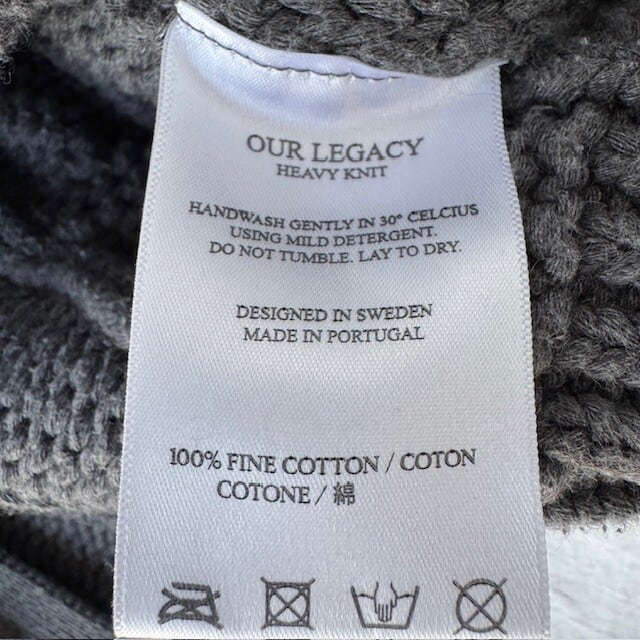 OUR LEGACY
HEAVY KNIT
HANDWASH GENTLY IN 30° CELCIUS
USING MILD DETERGENT.
DO NOT TUMBLE. LAY TO DRY.
DESIGNED IN SWEDEN
MADE IN PORTUGAL
100% FINE COTTON / COTON
COTONE / 綿